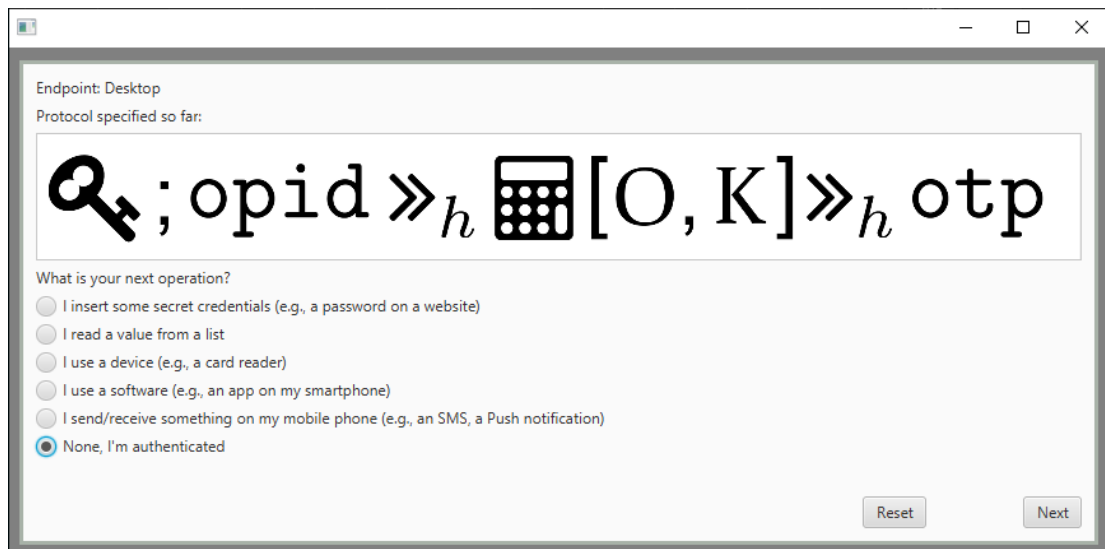 Endpoint: Desktop
Protocol specified so far:
; opid ≫h [O, K] ≫h otp
What is your next operation?
I insert some secret credentials (e.g., a password on a website)
I read a value from a list
I use a device (e.g., a card reader)
I use a software (e.g., an app on my smartphone)
I send/receive something on my mobile phone (e.g., an SMS, a Push notification)
None, I'm authenticated
Reset Next